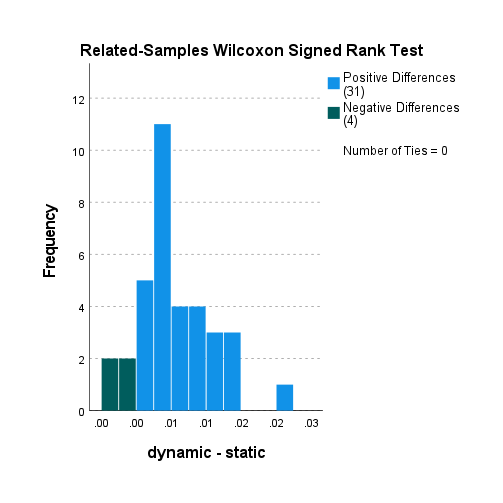 Related-Samples Wilcoxon Signed Rank Test
Positive Differences
(31)
Negative Differences
(4)
Number of Ties = 0
Frequency
12
10
8
6
4
2
0
.00 .00 .01 .01 .02 .02 .03
dynamic - static